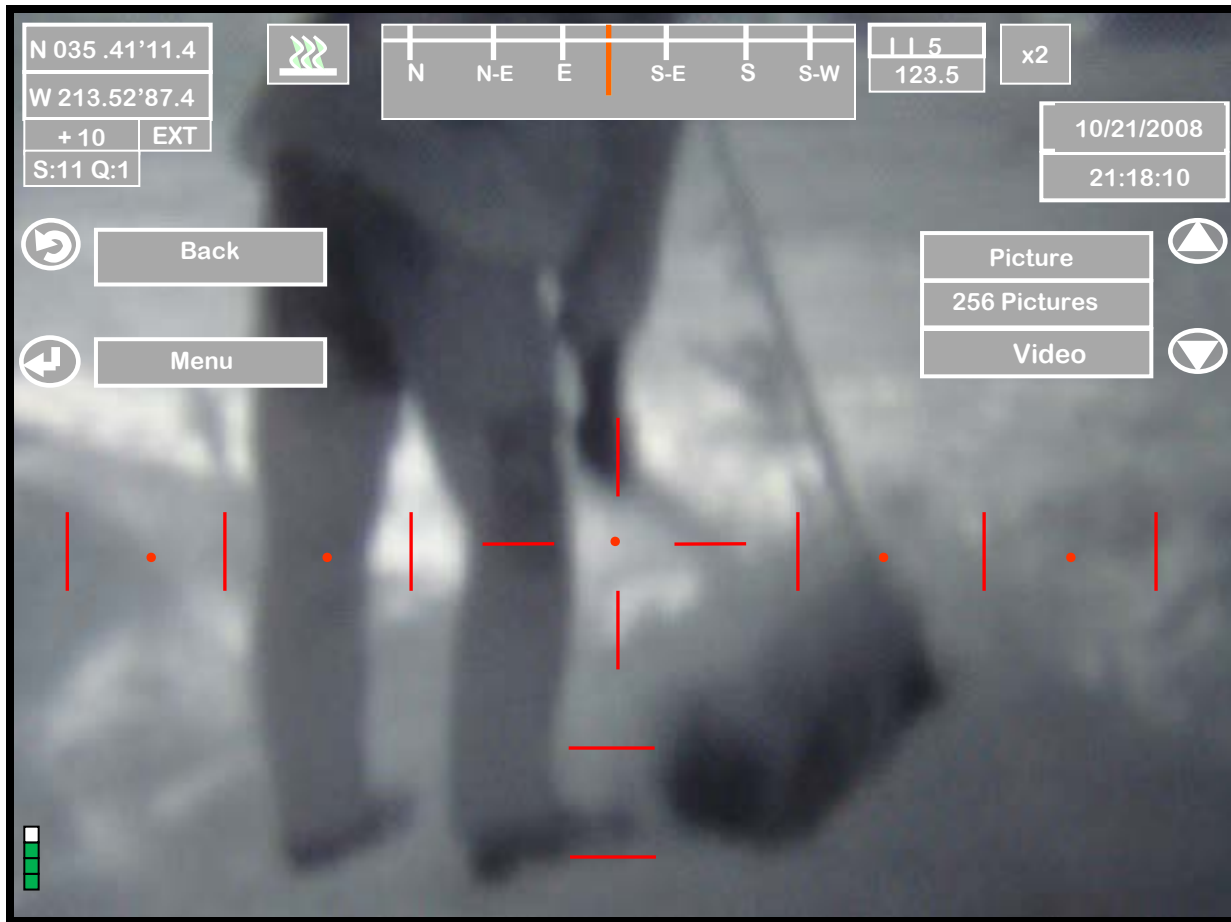 N 035 .41'11.4
W 213.52'87.4
+ 10 EXT
S:11 Q:1
N N-E E S-E S S-W
I I 5
123.5
x2
10/21/2008
21:18:10
Back
Menu
Picture
256 Pictures
Video